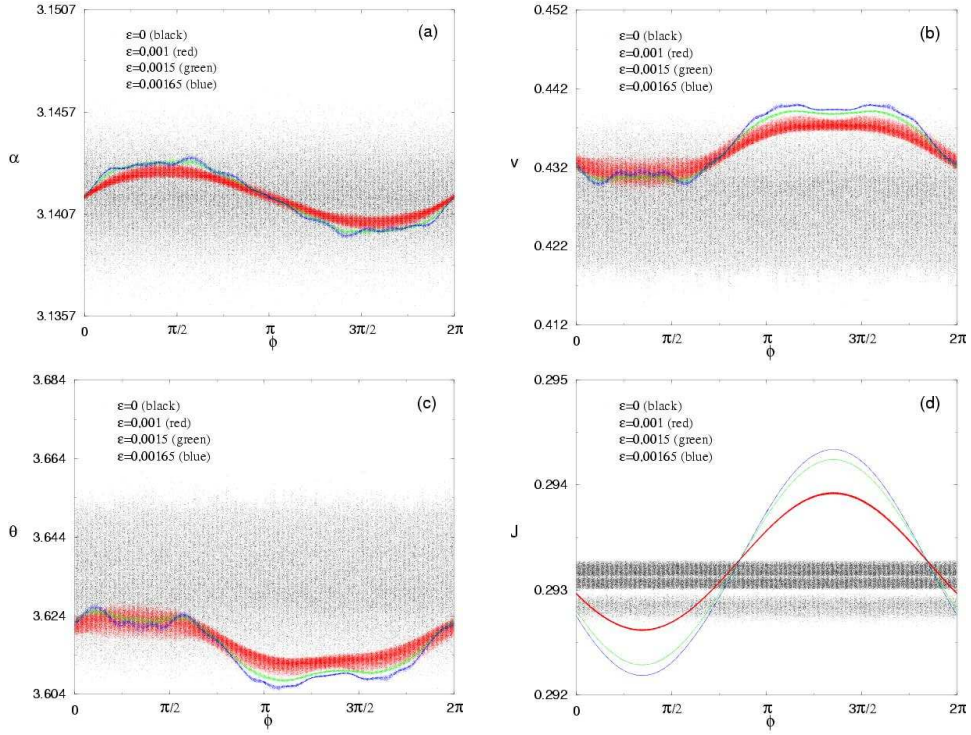 3.1507
(a)
ε=0 (black)
ε=0.001 (red)
ε=0.0015 (green)
ε=0.00165 (blue)
3.1457
α
3.1407
3.1357
0
π/2
π
3π/2
2π
ϕ
0.452
(b)
ε=0 (black)
ε=0.001 (red)
ε=0.0015 (green)
ε=0.00165 (blue)
0.442
v
0.432
0.422
0.412
0
π/2
π
3π/2
2π
ϕ
3.684
(c)
ε=0 (black)
ε=0.001 (red)
ε=0.0015 (green)
ε=0.00165 (blue)
3.664
θ
3.644
3.624
3.604
0
π/2
π
3π/2
2π
ϕ
0.295
(d)
ε=0 (black)
ε=0.001 (red)
ε=0.0015 (green)
ε=0.00165 (blue)
0.294
J
0.293
0.292
0
π/2
π
3π/2
2π
ϕ